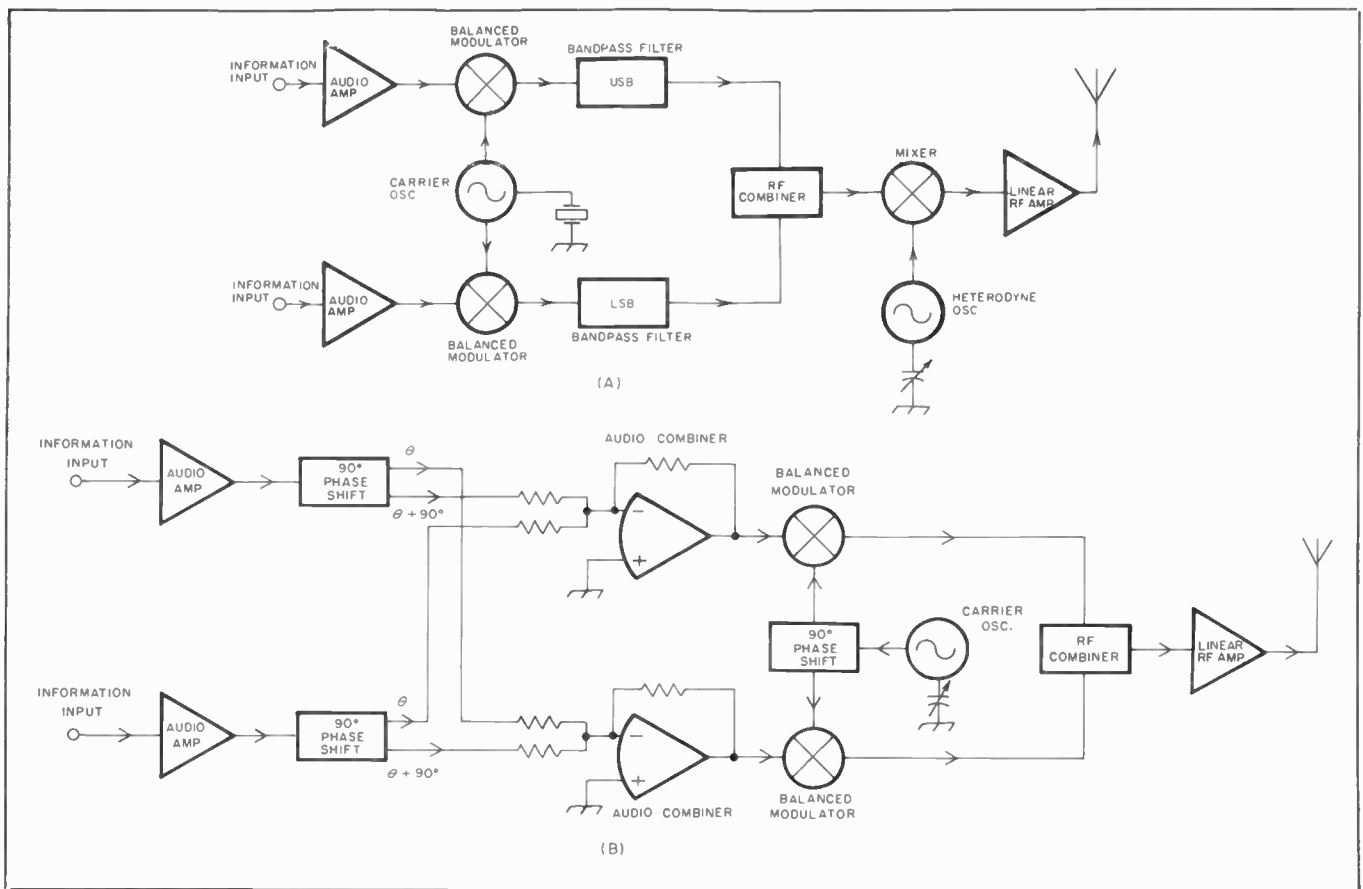 BALANCED
MODULATOR
BANDPASS FILTER
INFORMATION
INPUT
AUDIO
AMP
USB
CARRIER
OSC
RF
COMBINER
MIXER
LINEAR
RF AMP
INFORMATION
INPUT
AUDIO
AMP
LSB
BALANCED
MODULATOR
BANDPASS FILTER
HETERODYNE
OSC
(A)
INFORMATION
INPUT
AUDIO
AMP
90°
PHASE
SHIFT
θ
θ + 90°
AUDIO COMBINER
−
+
BALANCED
MODULATOR
90°
PHASE SHIFT
CARRIER
OSC.
RF
COMBINER
LINEAR
RF AMP
INFORMATION
INPUT
AUDIO
AMP
90°
PHASE
SHIFT
θ
θ + 90°
−
+
AUDIO COMBINER
BALANCED
MODULATOR
(B)